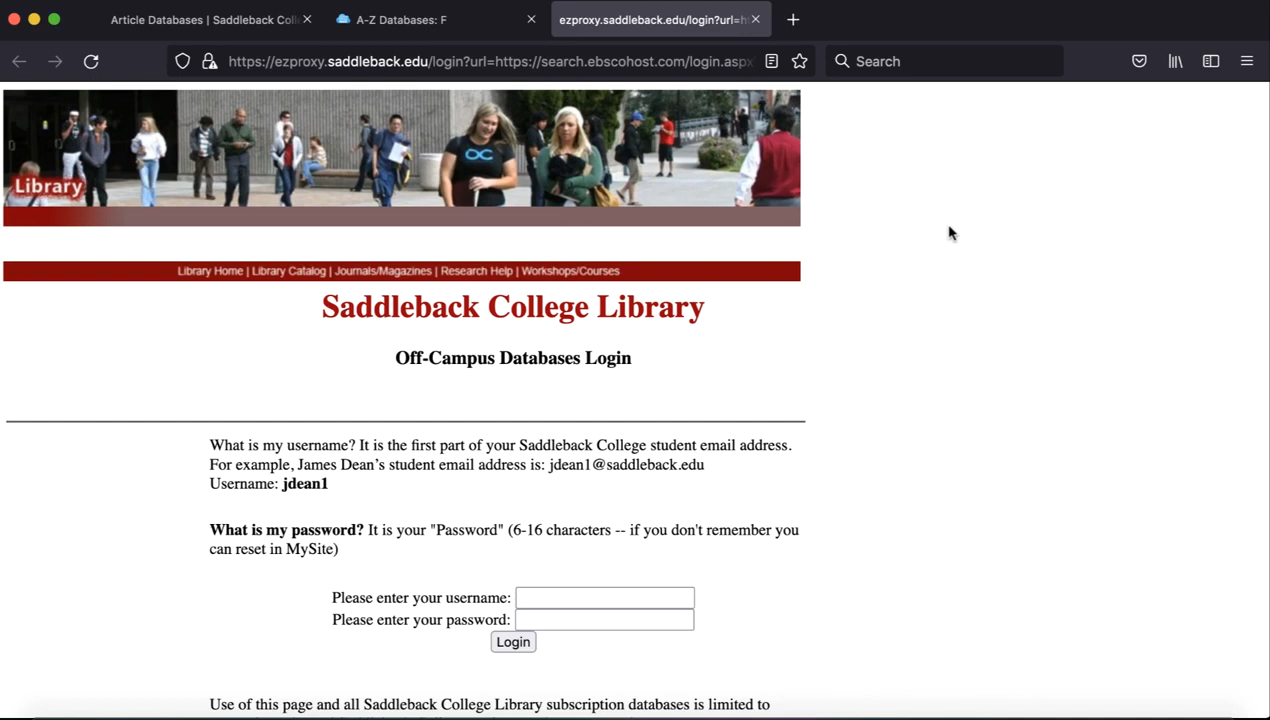 Article Databases | Saddleback Coll
A-Z Databases: F
ezproxy.saddleback.edu/login?url=h
https://ezproxy.saddleback.edu/login?url=https://search.ebscohost.com/login.aspx
Search
Library
Library Home | Library Catalog | Journals/Magazines | Research Help | Workshops/Courses
Saddleback College Library
Off-Campus Databases Login
What is my username? It is the first part of your Saddleback College student email address.
For example, James Dean’s student email address is: jdean1@saddleback.edu
Username: jdean1
What is my password? It is your "Password" (6-16 characters -- if you don't remember you
can reset in MySite)
Please enter your username:
Please enter your password:
Login
Use of this page and all Saddleback College Library subscription databases is limited to